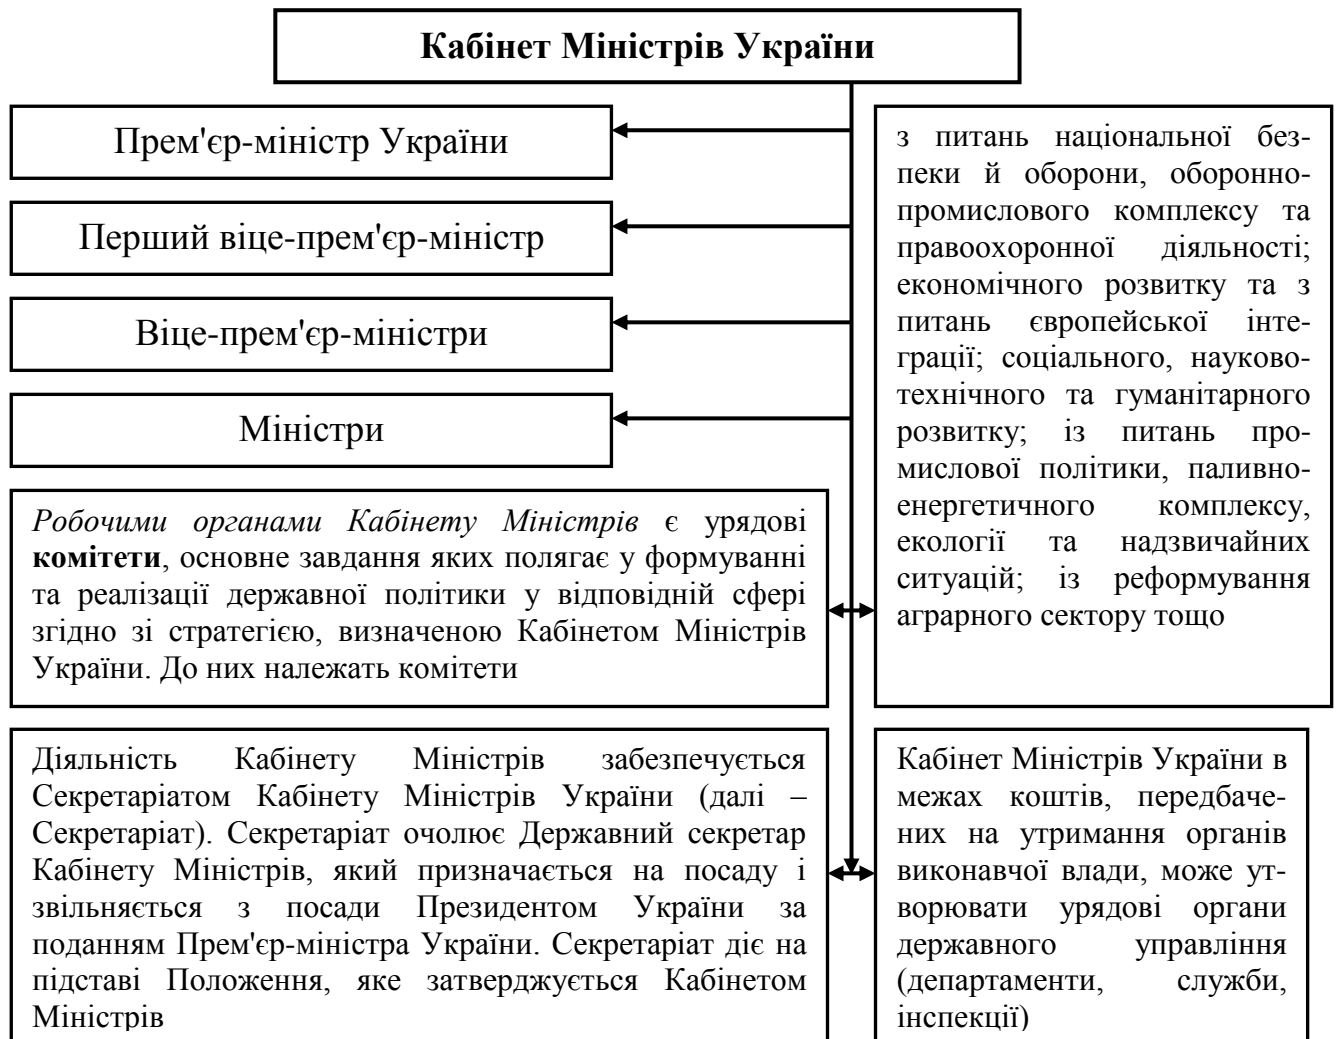 Кабінет Міністрів України
Прем'єр-міністр України
Перший віце-прем'єр-міністр
Віце-прем'єр-міністри
Міністри
з питань національної без-
пеки й оборони, оборонно-
промислового комплексу та
правоохоронної діяльності;
економічного розвитку та з
питань європейської інте-
грації; соціального, науково-
технічного та гуманітарного
розвитку; із питань про-
мислової політики, паливно-
енергетичного комплексу,
екології та надзвичайних
ситуацій; із реформування
аграрного сектору тощо
Робочими органами Кабінету Міністрів є урядові
комітети, основне завдання яких полягає у формуванні
та реалізації державної політики у відповідній сфері
згідно зі стратегією, визначеною Кабінетом Міністрів
України. До них належать комітети
Діяльність Кабінету Міністрів забезпечується
Секретаріатом Кабінету Міністрів України (далі –
Секретаріат). Секретаріат очолює Державний секретар
Кабінету Міністрів, який призначається на посаду і
звільняється з посади Президентом України за
поданням Прем'єр-міністра України. Секретаріат діє на
підставі Положення, яке затверджується Кабінетом
Міністрів
Кабінет Міністрів України в
межах коштів, передбаче-
них на утримання органів
виконавчої влади, може ут-
ворювати урядові органи
державного управління
(департаменти, служби,
інспекції)